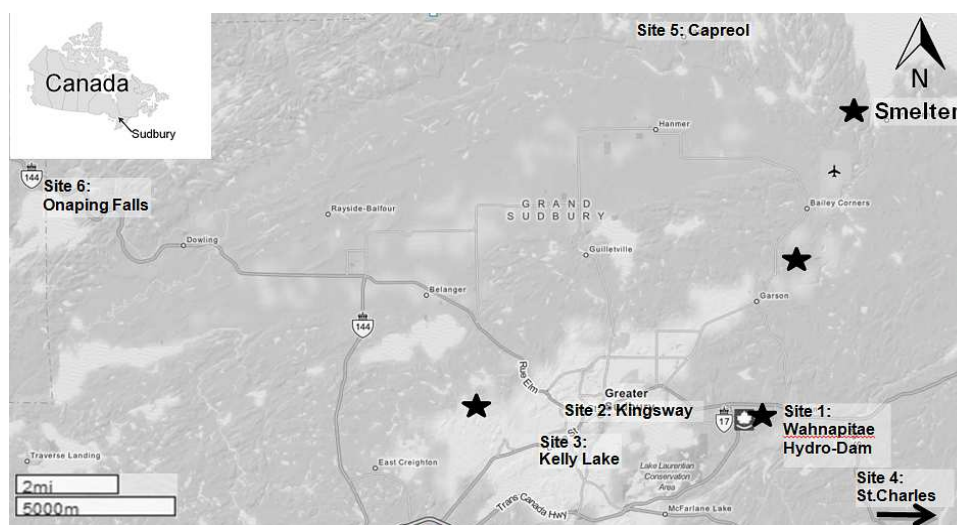 Canada
Sudbury
Site 5: Capreol
N
Smelter
Hanmer
144
Site 6:
Onaping Falls
Rayside-Balfour
GRAND
SUDBURY
Bailey Corners
Dowling
Guilletville
Belanger
Garson
144
Rue Elm
Greater
Site 2: Kingsway
17
Site 1:
Wahnapitae
Hydro-Dam
Site 3:
Kelly Lake
Traverse Landing
East Creighton
Lake Laurentian
Conservation
Area
Site 4:
St.Charles
2mi
5000m
Trans Canada Hwy
McFarlane Lake